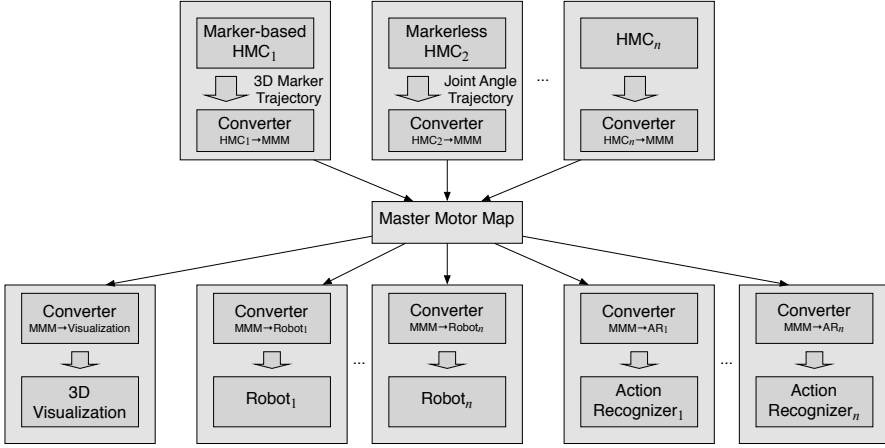 Marker-based
HMC₁
3D Marker
Trajectory
Converter
HMC₁→MMM
Markerless
HMC₂
Joint Angle
Trajectory
Converter
HMC₂→MMM
...
HMCₙ
Converter
HMCₙ→MMM
Master Motor Map
Converter
MMM→Visualization
3D
Visualization
Converter
MMM→Robot₁
Robot₁
...
Converter
MMM→Robotₙ
Robotₙ
Converter
MMM→AR₁
Action
Recognizer₁
...
Converter
MMM→ARₙ
Action
Recognizerₙ